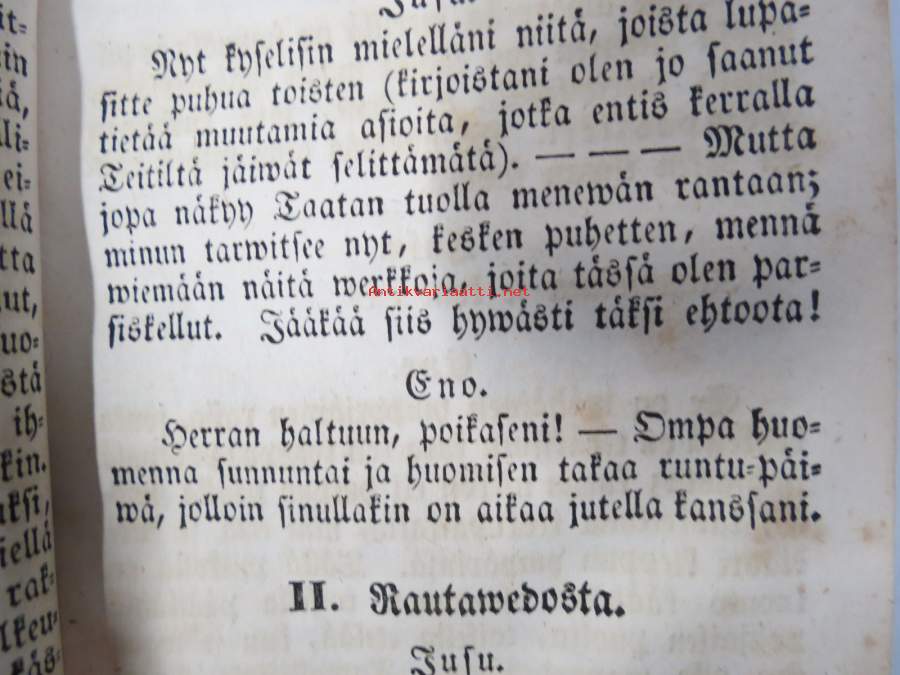 Jusu.
Nyt kyselisin mielelläni niitä, joista lupa=
sitte puhua toisten (kirjoistani olen jo saanut
tietää muutamia asioita, jotka entis kerralla
Teitiltä jäiwät selittämätä). — — — Mutta
jopa näkyy Taatan tuolla menewän rantaan;
minun tarwitsee nyt, kesken puhetten, mennä
wiemään näitä werkkoja, joita tässä olen par=
siskellut. Jääkää siis hywästi täksi ehtoota!
Antikvariaatti.net
Eno.
Herran haltuun, poikaseni! — Ompa huo=
menna sunnuntai ja huomisen takaa runtu=päi=
wä, jolloin sinullakin on aikaa jutella kanssani.
II. Rautawedosta.
Jusu.